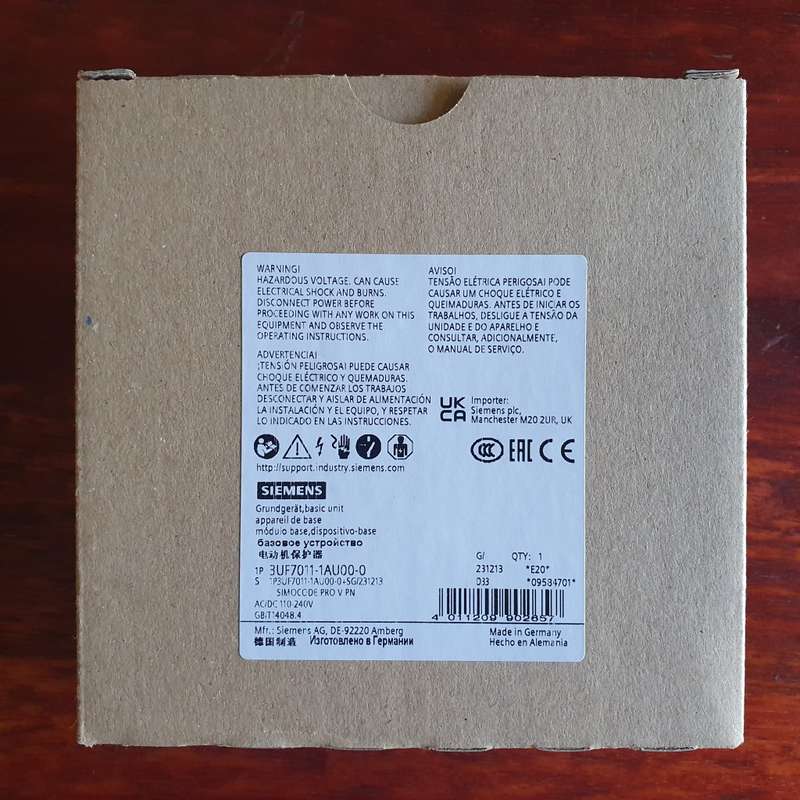 WARNING!
HAZARDOUS VOLTAGE. CAN CAUSE
ELECTRICAL SHOCK AND BURNS.
DISCONNECT POWER BEFORE
PROCEEDING WITH ANY WORK ON THIS
EQUIPMENT AND OBSERVE THE
OPERATING INSTRUCTIONS.
ADVERTENCIA!
¡TENSIÓN PELIGROSA! PUEDE CAUSAR
CHOQUE ELÉCTRICO Y QUEMADURAS.
ANTES DE COMENZAR LOS TRABAJOS
DESCONECTAR Y AISLAR DE ALIMENTACIÓN
LA INSTALACIÓN Y EL EQUIPO, Y RESPETAR
LO INDICADO EN LAS INSTRUCCIONES.
AVISO!
TENSÃO ELÉTRICA PERIGOSA! PODE
CAUSAR UM CHOQUE ELÉTRICO E
QUEIMADURAS. ANTES DE INICIAR OS
TRABALHOS, DESLIGUE A TENSÃO DA
UNIDADE E DO APARELHO E
CONSULTAR, ADICIONALMENTE,
O MANUAL DE SERVIÇO.
UK
CA
Importer:
Siemens plc,
Manchester M20 2UR, UK
CCC EAC CE
http://support.industry.siemens.com
SIEMENS
Grundgerät,basic unit
appareil de base
módulo base,dispositivo-base
базовое устройство
电动机保护器
1P 3UF7011-1AU00-0
S 1P3UF7011-1AU00-0+SG/231213
SIMOCODE PRO V PN
AC/DC 110-240V
GB/T14048.4
G/ QTY: 1
231213 *E20*
D33 *09584701*
4 011209 902657
Mfr.: Siemens AG, DE-92220 Amberg
德国制造 Изготовлено в Германии
Made in Germany
Hecho en Alemania